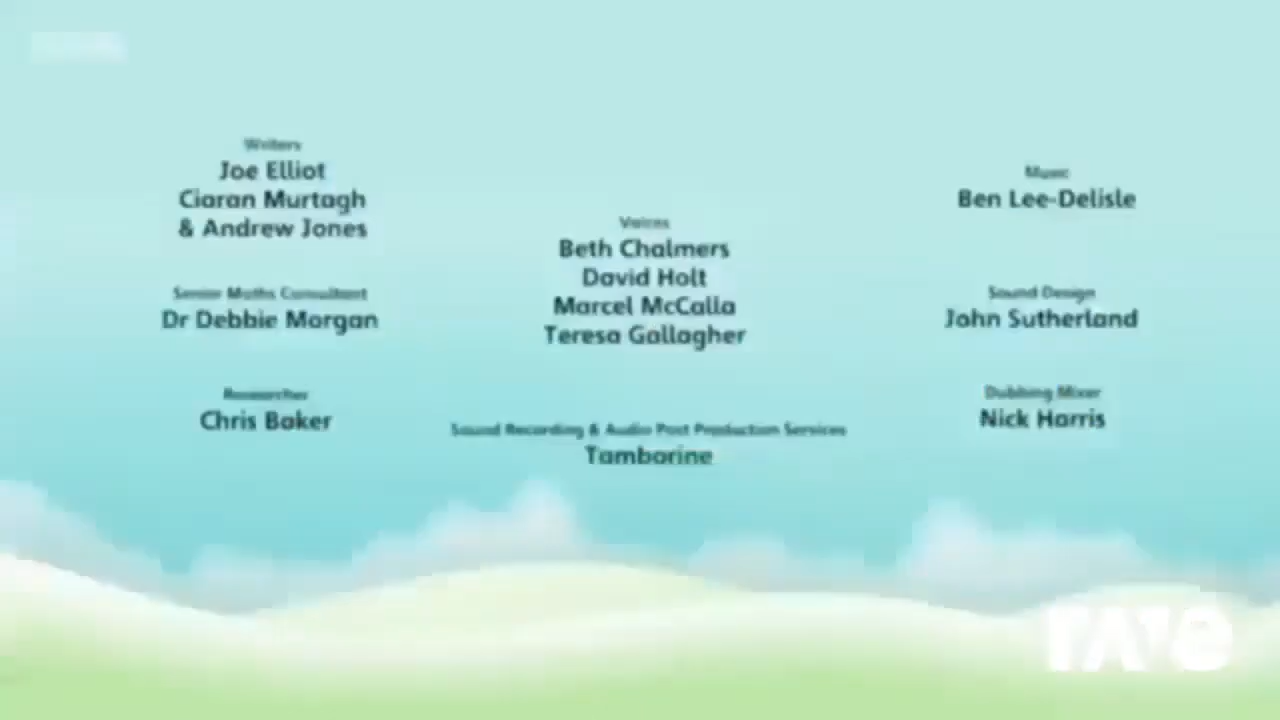 Writers
Joe Elliot
Ciaran Murtagh
& Andrew Jones
Senior Maths Consultant
Dr Debbie Morgan
Researcher
Chris Baker
Voices
Beth Chalmers
David Holt
Marcel McCalla
Teresa Gallagher
Sound Recording & Audio Post Production Services
Tamborine
Music
Ben Lee-Delisle
Sound Design
John Sutherland
Dubbing Mixer
Nick Harris